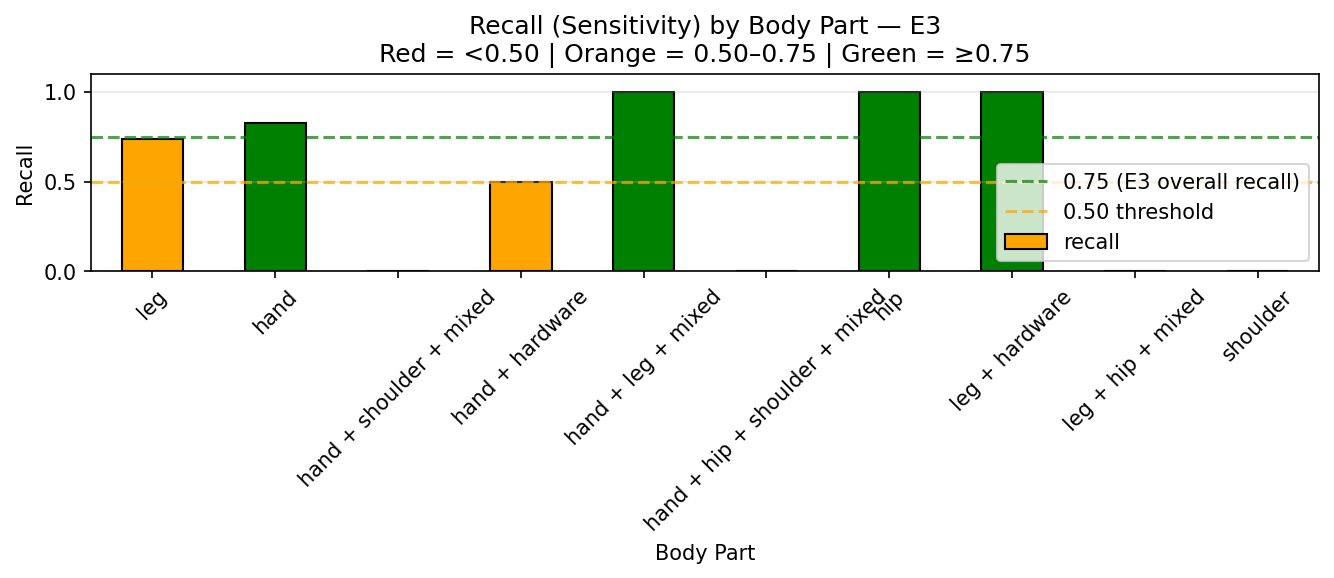 Recall (Sensitivity) by Body Part — E3
Red = <0.50 | Orange = 0.50–0.75 | Green = ≥0.75
Recall
1.0
0.5
0.0
0.75 (E3 overall recall)
0.50 threshold
recall
leg
hand
hand + shoulder + mixed
hand + hardware
hand + leg + mixed
hand + hip + shoulder + mixed
hip
leg + hardware
leg + hip + mixed
shoulder
Body Part